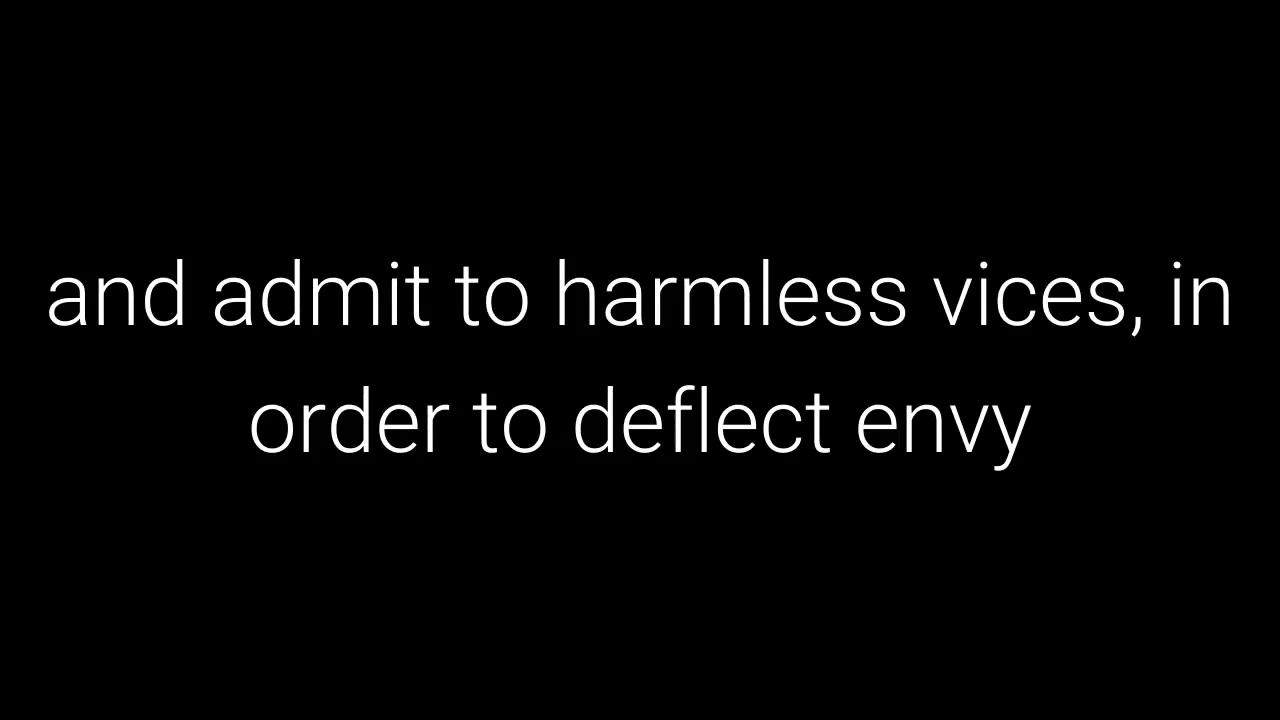 and admit to harmless vices, in
order to deflect envy